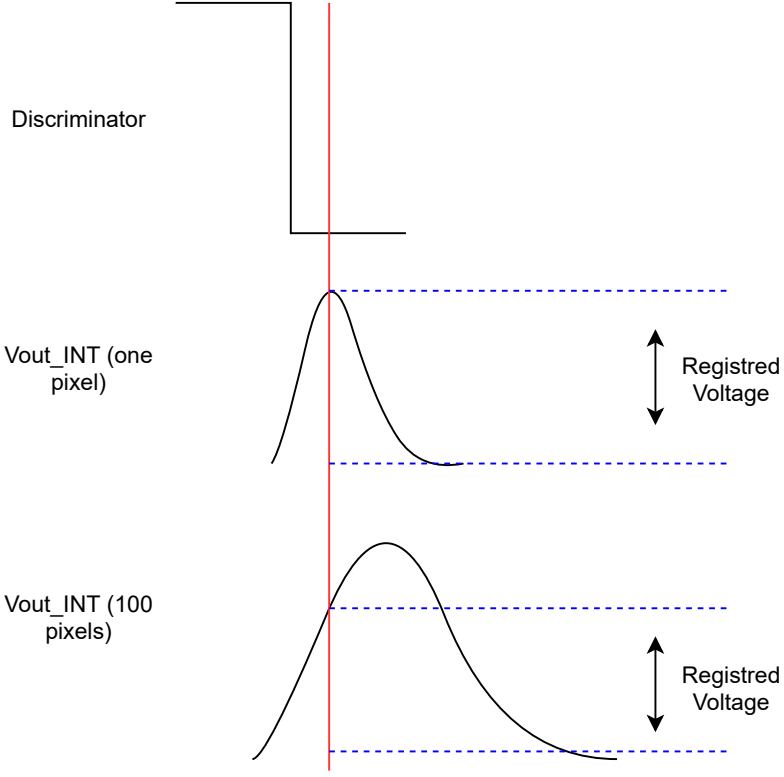 Discriminator
Vout_INT (one
pixel)
Registred
Voltage
Vout_INT (100
pixels)
Registred
Voltage